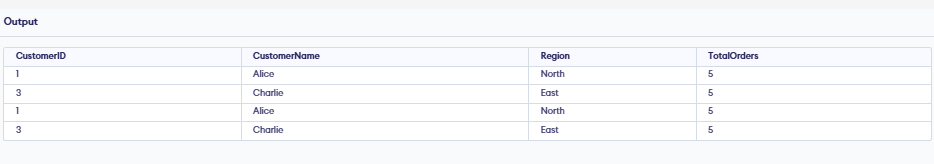 Output
CustomerID CustomerName Region TotalOrders
1 Alice North 5
3 Charlie East 5
1 Alice North 5
3 Charlie East 5